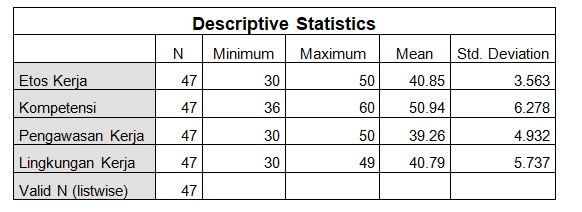 Descriptive Statistics
N Minimum Maximum Mean Std. Deviation
Etos Kerja 47 30 50 40.85 3.563
Kompetensi 47 36 60 50.94 6.278
Pengawasan Kerja 47 30 50 39.26 4.932
Lingkungan Kerja 47 30 49 40.79 5.737
Valid N (listwise) 47